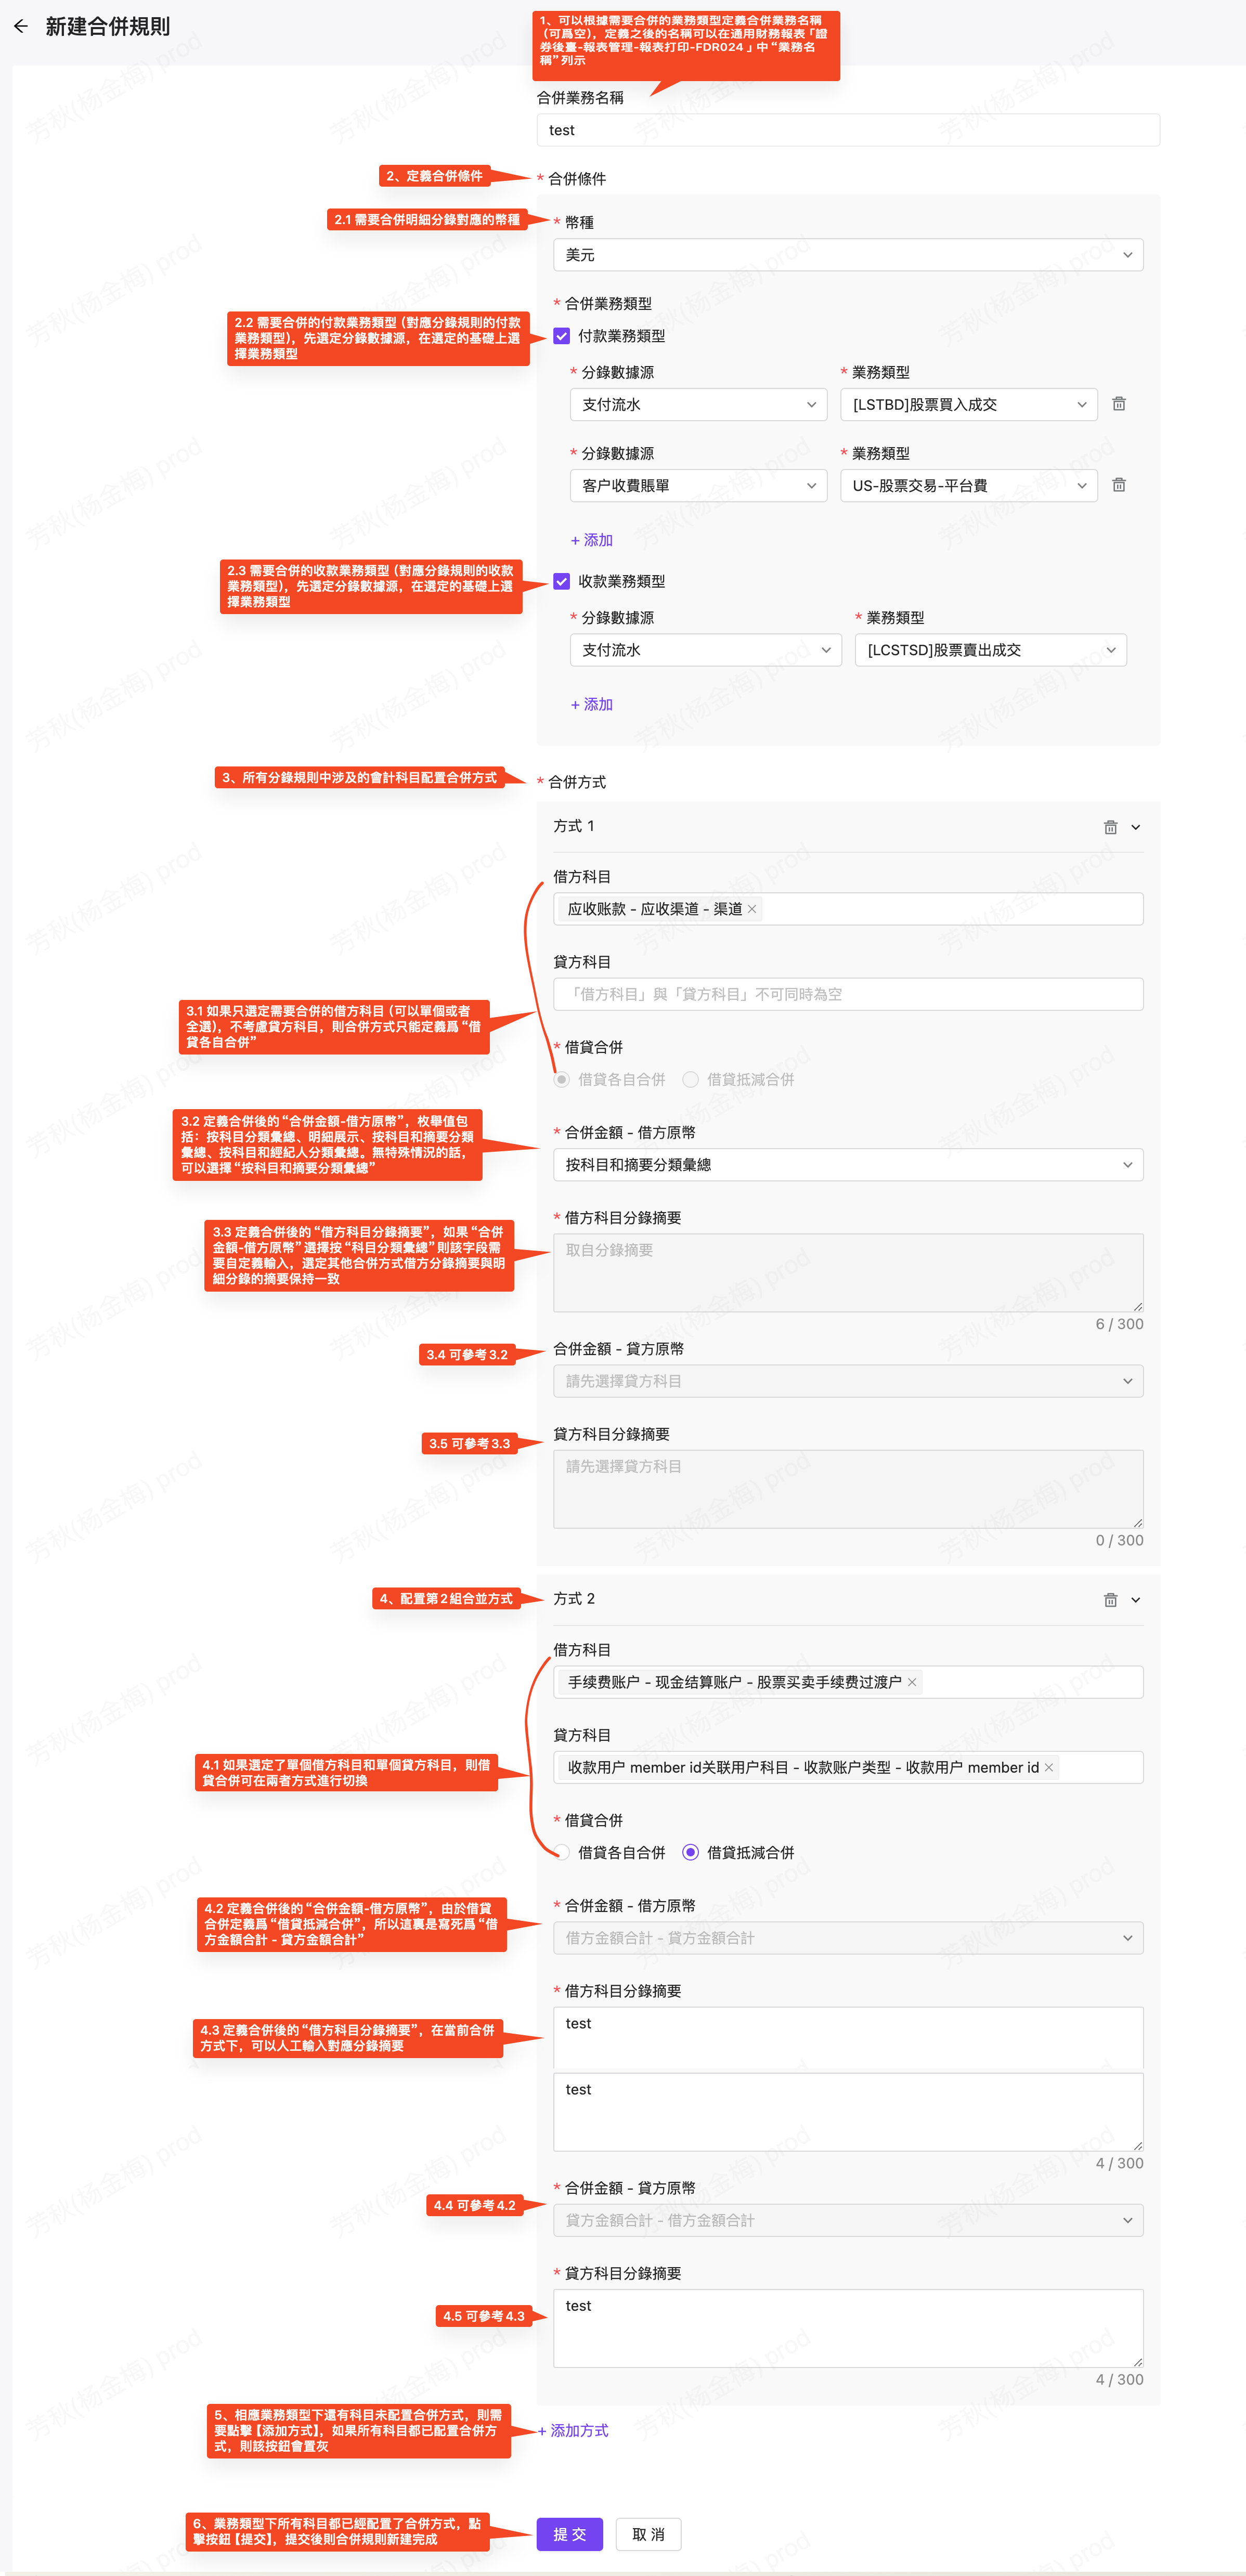 新建合併規則
1、可以根據需要合併的業務類型定義合併業務名稱
（可爲空），定義之後的名稱可以在通用財務報表「證
券後臺-報表管理-報表打印-FDR024」中“業務名
稱”列示
合併業務名稱
test
2、定義合併條件
* 合併條件
2.1 需要合併明細分錄對應的幣種
* 幣種
美元
* 合併業務類型
2.2 需要合併的付款業務類型（對應分錄規則的付款
業務類型），先選定分錄數據源，在選定的基礎上選
擇業務類型
付款業務類型
* 分錄數據源
* 業務類型
支付流水
[LSTBD]股票買入成交
* 分錄數據源
* 業務類型
客户收費賬單
US-股票交易-平台費
+ 添加
2.3 需要合併的收款業務類型（對應分錄規則的收款
業務類型），先選定分錄數據源，在選定的基礎上選
擇業務類型
收款業務類型
* 分錄數據源
* 業務類型
支付流水
[LCSTSD]股票賣出成交
+ 添加
3、所有分錄規則中涉及的會計科目配置合併方式
* 合併方式
方式 1
借方科目
应收账款 - 应收渠道 - 渠道
貸方科目
「借方科目」與「貸方科目」不可同時為空
3.1 如果只選定需要合併的借方科目（可以單個或者
全選），不考慮貸方科目，則合併方式只能定義爲“借
貸各自合併”
* 借貸合併
借貸各自合併
借貸抵減合併
3.2 定義合併後的“合併金額-借方原幣”，枚舉值包
括：按科目分類彙總、明細展示、按科目和摘要分類
彙總、按科目和經紀人分類彙總。無特殊情況的話，
可以選擇“按科目和摘要分類彙總”
* 合併金額 - 借方原幣
按科目和摘要分類彙總
3.3 定義合併後的“借方科目分錄摘要”，如果“合併
金額-借方原幣”選擇按“科目分類彙總”則該字段需
要自定義輸入，選定其他合併方式借方分錄摘要與明
細分錄的摘要保持一致
* 借方科目分錄摘要
取自分錄摘要
6 / 300
3.4 可參考3.2
合併金額 - 貸方原幣
請先選擇貸方科目
3.5 可參考3.3
貸方科目分錄摘要
請先選擇貸方科目
0 / 300
4、配置第2組合並方式
方式 2
借方科目
手续费账户 - 现金结算账户 - 股票买卖手续费过渡户
貸方科目
收款用户 member id关联用户科目 - 收款账户类型 - 收款用户 member id
4.1 如果選定了單個借方科目和單個貸方科目，則借
貸合併可在兩者方式進行切換
* 借貸合併
借貸各自合併
借貸抵減合併
4.2 定義合併後的“合併金額-借方原幣”，由於借貸
合併定義爲“借貸抵減合併”，所以這裏是寫死爲“借
方金額合計 - 貸方金額合計”
* 合併金額 - 借方原幣
借方金額合計 - 貸方金額合計
* 借方科目分錄摘要
4.3 定義合併後的“借方科目分錄摘要”，在當前合併
方式下，可以人工輸入對應分錄摘要
test
test
4 / 300
4.4 可參考4.2
* 合併金額 - 貸方原幣
貸方金額合計 - 借方金額合計
* 貸方科目分錄摘要
4.5 可參考4.3
test
4 / 300
5、相應業務類型下還有科目未配置合併方式，則需
要點擊【添加方式】，如果所有科目都已配置合併方
式，則該按鈕會置灰
+ 添加方式
6、業務類型下所有科目都已經配置了合併方式，點
擊按鈕【提交】，提交後則合併規則新建完成
提 交
取 消
芳秋(杨金梅) prod